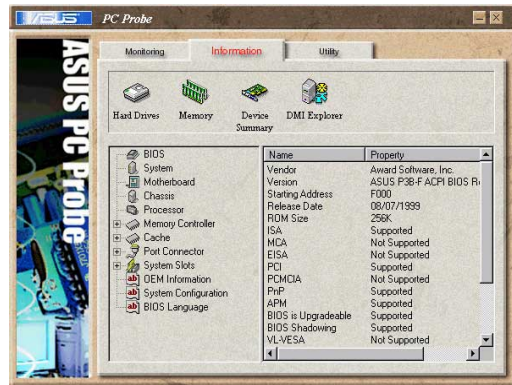 /ISUS PC Probe
ASUS PC Probe
Monitoring Information Utility
Hard Drives Memory Device Summary DMI Explorer
BIOS
System
Motherboard
Chassis
Processor
Memory Controller
Cache
Port Connector
System Slots
OEM Information
System Configuration
BIOS Language
Name Property
Vendor Award Software, Inc.
Version ASUS P3B-F ACPI BIOS R
Starting Address F000
Release Date 08/07/1999
ROM Size 256K
ISA Supported
MCA Not Supported
EISA Not Supported
PCI Supported
PCMCIA Not Supported
PnP Supported
APM Supported
BIOS is Upgradeable Supported
BIOS Shadowing Supported
VL-VESA Not Supported